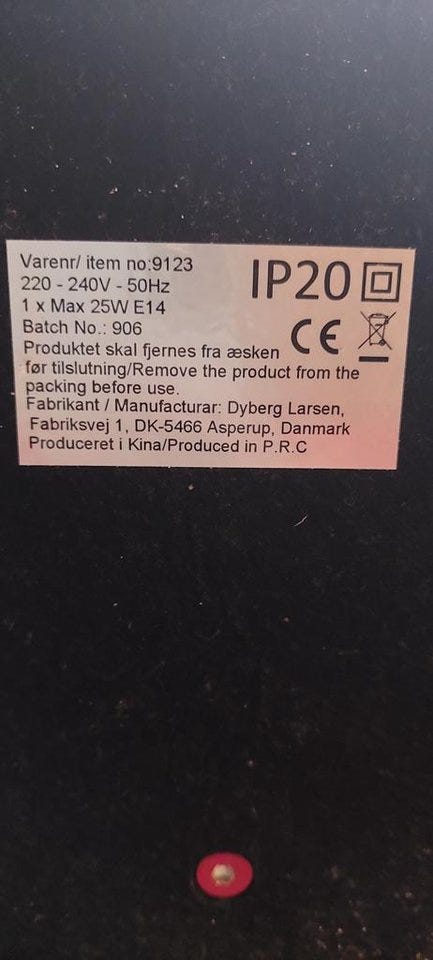 Varenr/ item no:9123
220 - 240V - 50Hz
1 x Max 25W E14
Batch No.: 906
IP20
CE
Produktet skal fjernes fra æsken
før tilslutning/Remove the product from the
packing before use.
Fabrikant / Manufacturar: Dyberg Larsen,
Fabriksvej 1, DK-5466 Asperup, Danmark
Produceret i Kina/Produced in P.R.C